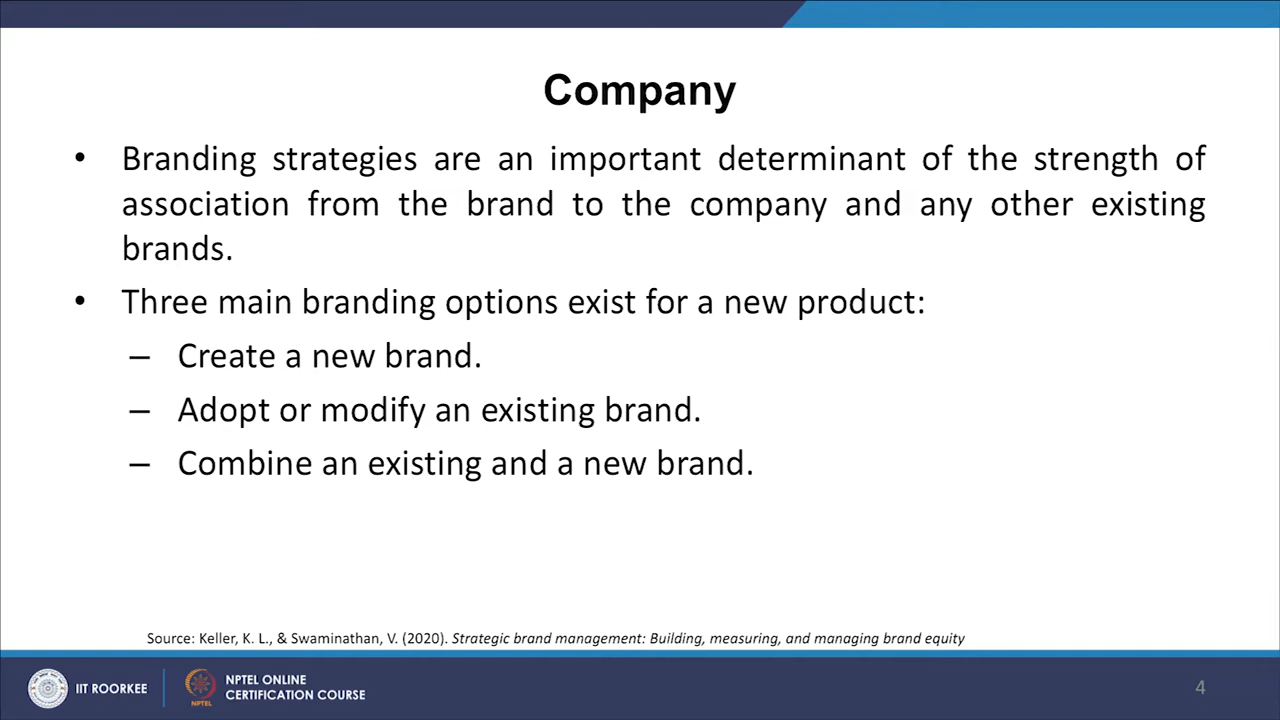 Company
• Branding strategies are an important determinant of the strength of
association from the brand to the company and any other existing
brands.
• Three main branding options exist for a new product:
– Create a new brand.
– Adopt or modify an existing brand.
– Combine an existing and a new brand.
Source: Keller, K. L., & Swaminathan, V. (2020). Strategic brand management: Building, measuring, and managing brand equity
IIT ROORKEE
NPTEL
NPTEL ONLINE
CERTIFICATION COURSE
4